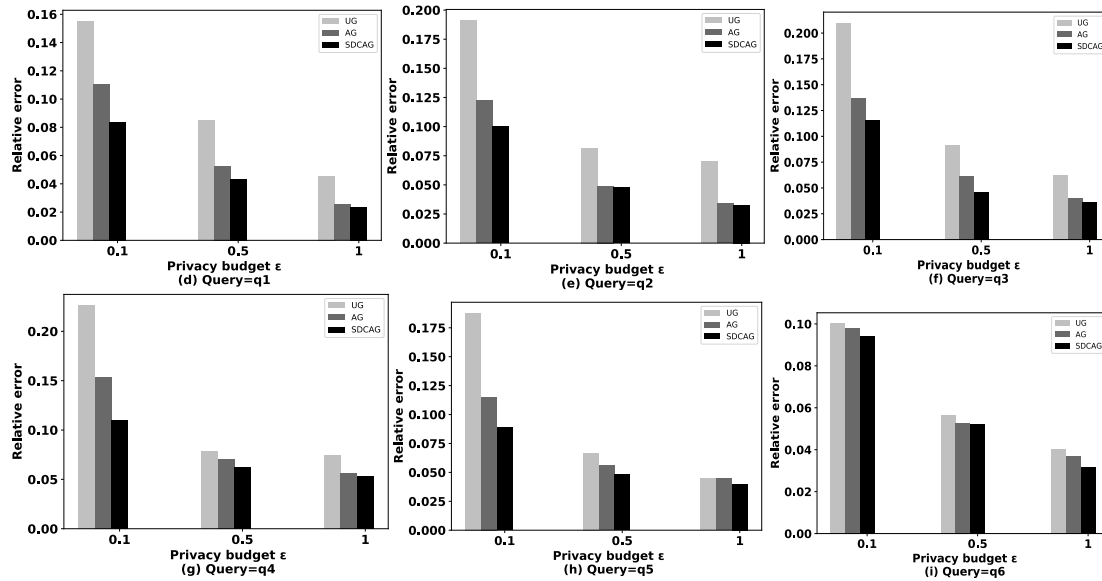 0.16
0.14
0.12
0.10
0.08
0.06
0.04
0.02
0.00
Relative error
UG
AG
SDCAG
0.1
0.5
1
Privacy budget ε
(d) Query=q1
0.200
0.175
0.150
0.125
0.100
0.075
0.050
0.025
0.000
Relative error
UG
AG
SDCAG
0.1
0.5
1
Privacy budget ε
(e) Query=q2
0.200
0.175
0.150
0.125
0.100
0.075
0.050
0.025
0.000
Relative error
UG
AG
SDCAG
0.1
0.5
1
Privacy budget ε
(f) Query=q3
0.20
0.15
0.10
0.05
0.00
Relative error
UG
AG
SDCAG
0.1
0.5
1
Privacy budget ε
(g) Query=q4
0.175
0.150
0.125
0.100
0.075
0.050
0.025
0.000
Relative error
UG
AG
SDCAG
0.1
0.5
1
Privacy budget ε
(h) Query=q5
0.10
0.08
0.06
0.04
0.02
0.00
Relative error
UG
AG
SDCAG
0.1
0.5
1
Privacy budget ε
(i) Query=q6